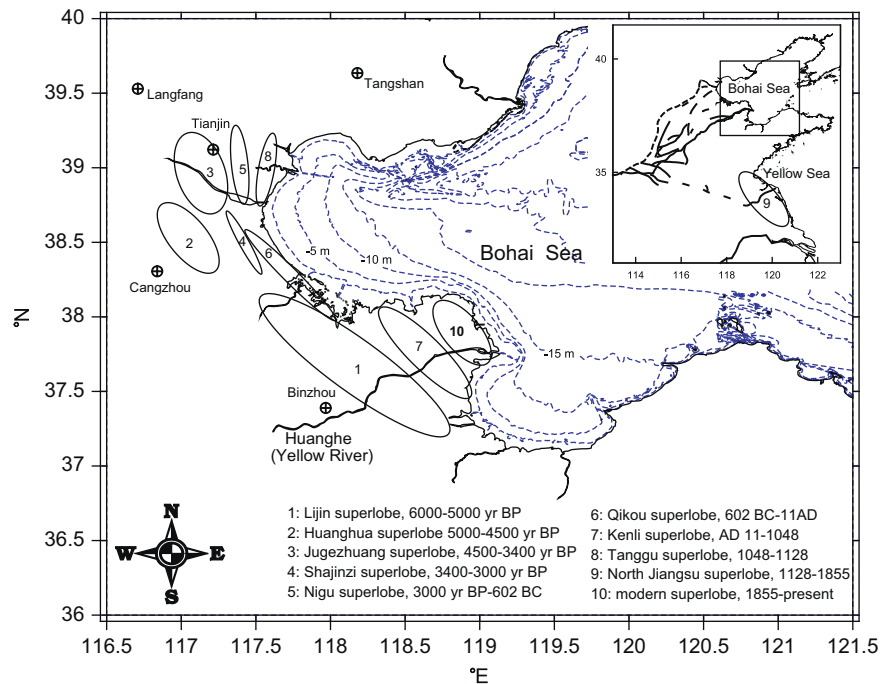 40
39.5
39
38.5
38
37.5
37
36.5
36
°N
116.5 117 117.5 118 118.5 119 119.5 120 120.5 121 121.5
°E
Langfang
Tangshan
Tianjin
Cangzhou
Binzhou
Huanghe
(Yellow River)
Bohai Sea
-5 m
-10 m
-15 m
3
5
8
2
4
6
1
7
10
40
35
Bohai Sea
Yellow Sea
9
113 114 116 118 120 122
N
W E
S
1: Lijin superlobe, 6000-5000 yr BP
2: Huanghua superlobe 5000-4500 yr BP
3: Jugezhuang superlobe, 4500-3400 yr BP
4: Shajinzi superlobe, 3400-3000 yr BP
5: Nigu superlobe, 3000 yr BP-602 BC
6: Qikou superlobe, 602 BC-11AD
7: Kenli superlobe, AD 11-1048
8: Tanggu superlobe, 1048-1128
9: North Jiangsu superlobe, 1128-1855
10: modern superlobe, 1855-present